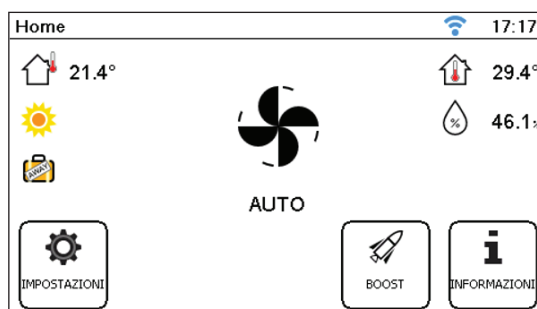 Home 17:17
21.4° 29.4°
% 46.1%
AWAY
AUTO
IMPOSTAZIONI BOOST INFORMAZIONI